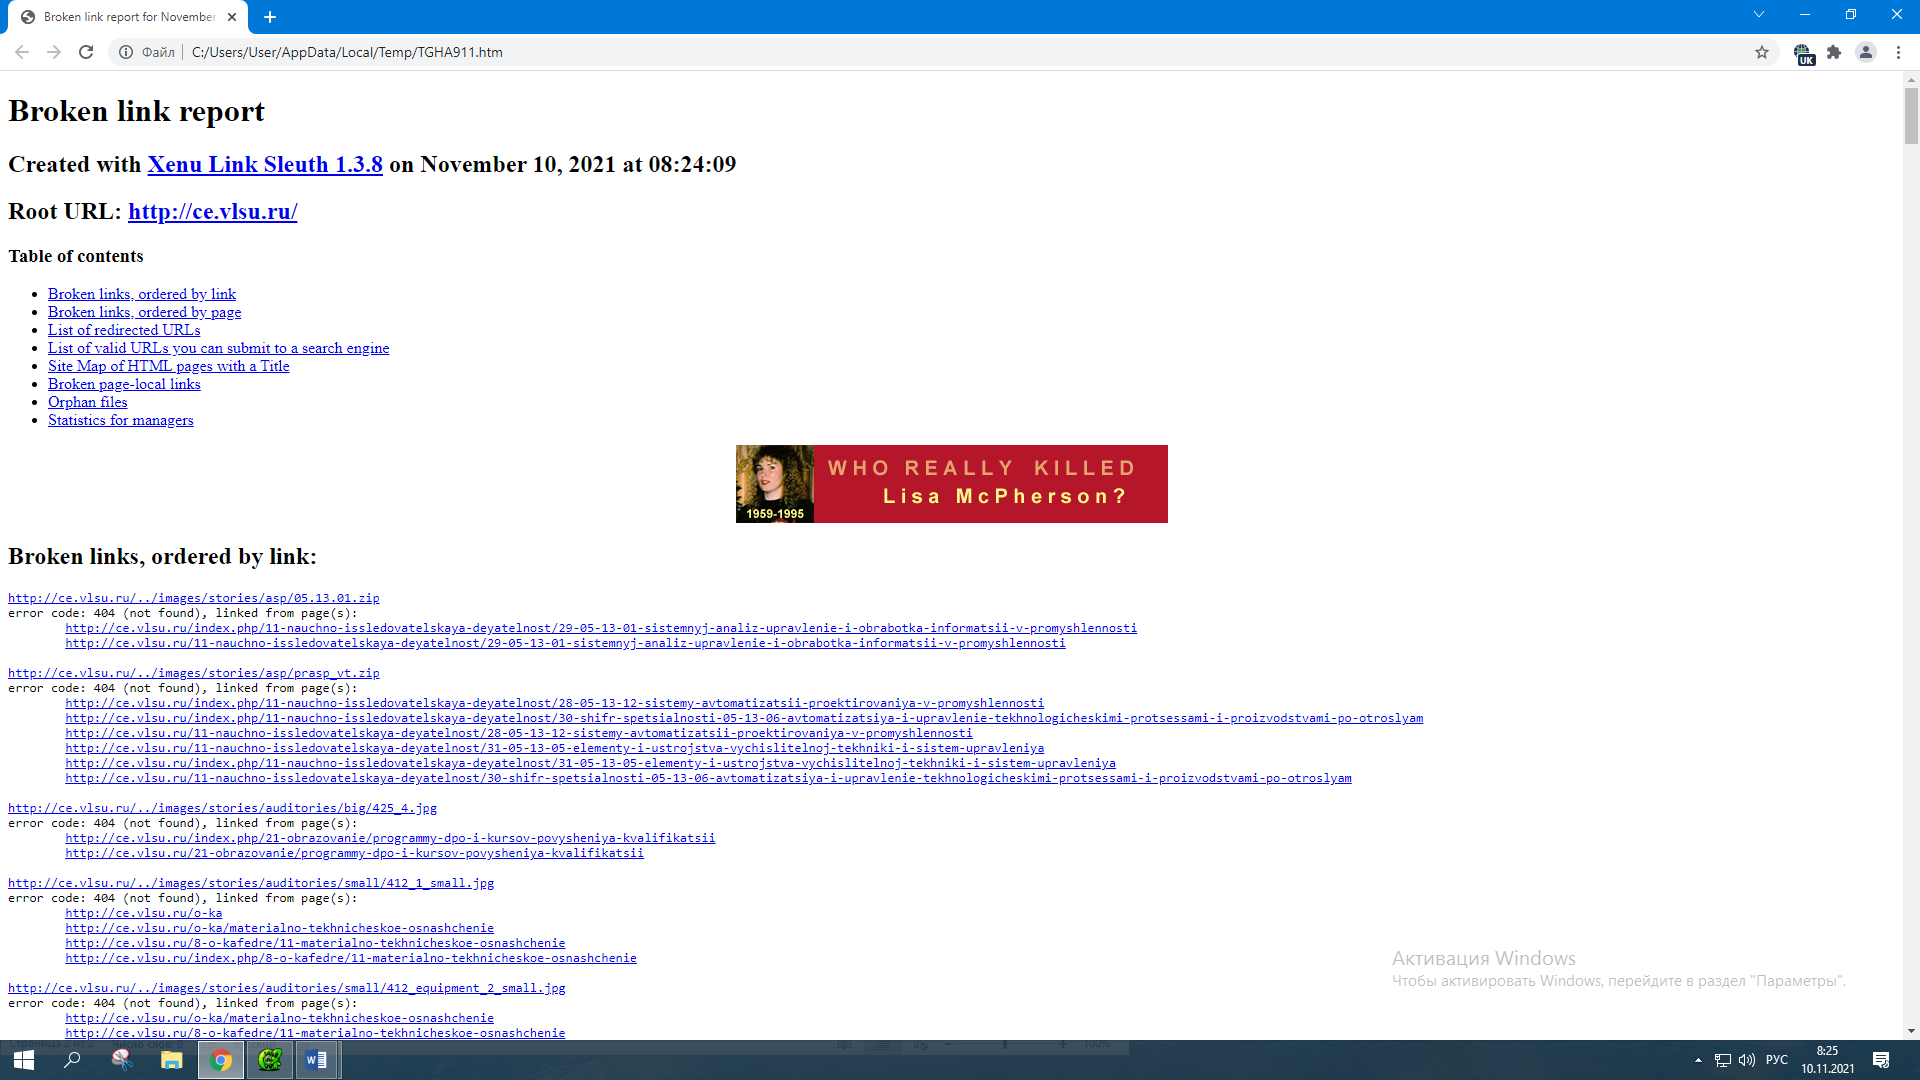 Broken link report for November
Файл
C:/Users/User/AppData/Local/Temp/TGHA911.htm
UK
Broken link report
Created with Xenu Link Sleuth 1.3.8 on November 10, 2021 at 08:24:09
Root URL: http://ce.vlsu.ru/
Table of contents
Broken links, ordered by link
Broken links, ordered by page
List of redirected URLs
List of valid URLs you can submit to a search engine
Site Map of HTML pages with a Title
Broken page-local links
Orphan files
Statistics for managers
WHO REALLY KILLED
Lisa McPherson?
1959-1995
Broken links, ordered by link:
http://ce.vlsu.ru/../images/stories/asp/05.13.01.zip
error code: 404 (not found), linked from page(s):
http://ce.vlsu.ru/index.php/11-nauchno-issledovatelskaya-deyatelnost/29-05-13-01-sistemnyj-analiz-upravlenie-i-obrabotka-informatsii-v-promyshlennosti
http://ce.vlsu.ru/11-nauchno-issledovatelskaya-deyatelnost/29-05-13-01-sistemnyj-analiz-upravlenie-i-obrabotka-informatsii-v-promyshlennosti
http://ce.vlsu.ru/../images/stories/asp/prasp_vt.zip
error code: 404 (not found), linked from page(s):
http://ce.vlsu.ru/index.php/11-nauchno-issledovatelskaya-deyatelnost/28-05-13-12-sistemy-avtomatizatsii-proektirovaniya-v-promyshlennosti
http://ce.vlsu.ru/index.php/11-nauchno-issledovatelskaya-deyatelnost/30-shifr-spetsialnosti-05-13-06-avtomatizatsiya-i-upravlenie-tekhnologicheskimi-protsessami-i-proizvodstvami-po-otroslyam
http://ce.vlsu.ru/11-nauchno-issledovatelskaya-deyatelnost/28-05-13-12-sistemy-avtomatizatsii-proektirovaniya-v-promyshlennosti
http://ce.vlsu.ru/11-nauchno-issledovatelskaya-deyatelnost/31-05-13-05-elementy-i-ustrojstva-vychislitelnoj-tekhniki-i-sistem-upravleniya
http://ce.vlsu.ru/index.php/11-nauchno-issledovatelskaya-deyatelnost/31-05-13-05-elementy-i-ustrojstva-vychislitelnoj-tekhniki-i-sistem-upravleniya
http://ce.vlsu.ru/11-nauchno-issledovatelskaya-deyatelnost/30-shifr-spetsialnosti-05-13-06-avtomatizatsiya-i-upravlenie-tekhnologicheskimi-protsessami-i-proizvodstvami-po-otroslyam
http://ce.vlsu.ru/../images/stories/auditories/big/425_4.jpg
error code: 404 (not found), linked from page(s):
http://ce.vlsu.ru/index.php/21-obrazovanie/programmy-dpo-i-kursov-povysheniya-kvalifikatsii
http://ce.vlsu.ru/21-obrazovanie/programmy-dpo-i-kursov-povysheniya-kvalifikatsii
http://ce.vlsu.ru/../images/stories/auditories/small/412_1_small.jpg
error code: 404 (not found), linked from page(s):
http://ce.vlsu.ru/o-ka
http://ce.vlsu.ru/o-ka/materialno-tekhnicheskoe-osnashchenie
http://ce.vlsu.ru/8-o-kafedre/11-materialno-tekhnicheskoe-osnashchenie
http://ce.vlsu.ru/index.php/8-o-kafedre/11-materialno-tekhnicheskoe-osnashchenie
http://ce.vlsu.ru/../images/stories/auditories/small/412_equipment_2_small.jpg
error code: 404 (not found), linked from page(s):
http://ce.vlsu.ru/o-ka/materialno-tekhnicheskoe-osnashchenie
http://ce.vlsu.ru/8-o-kafedre/11-materialno-tekhnicheskoe-osnashchenie
Активация Windows
Чтобы активировать Windows, перейдите в раздел "Параметры".
100%
РУС
8:25
10.11.2021